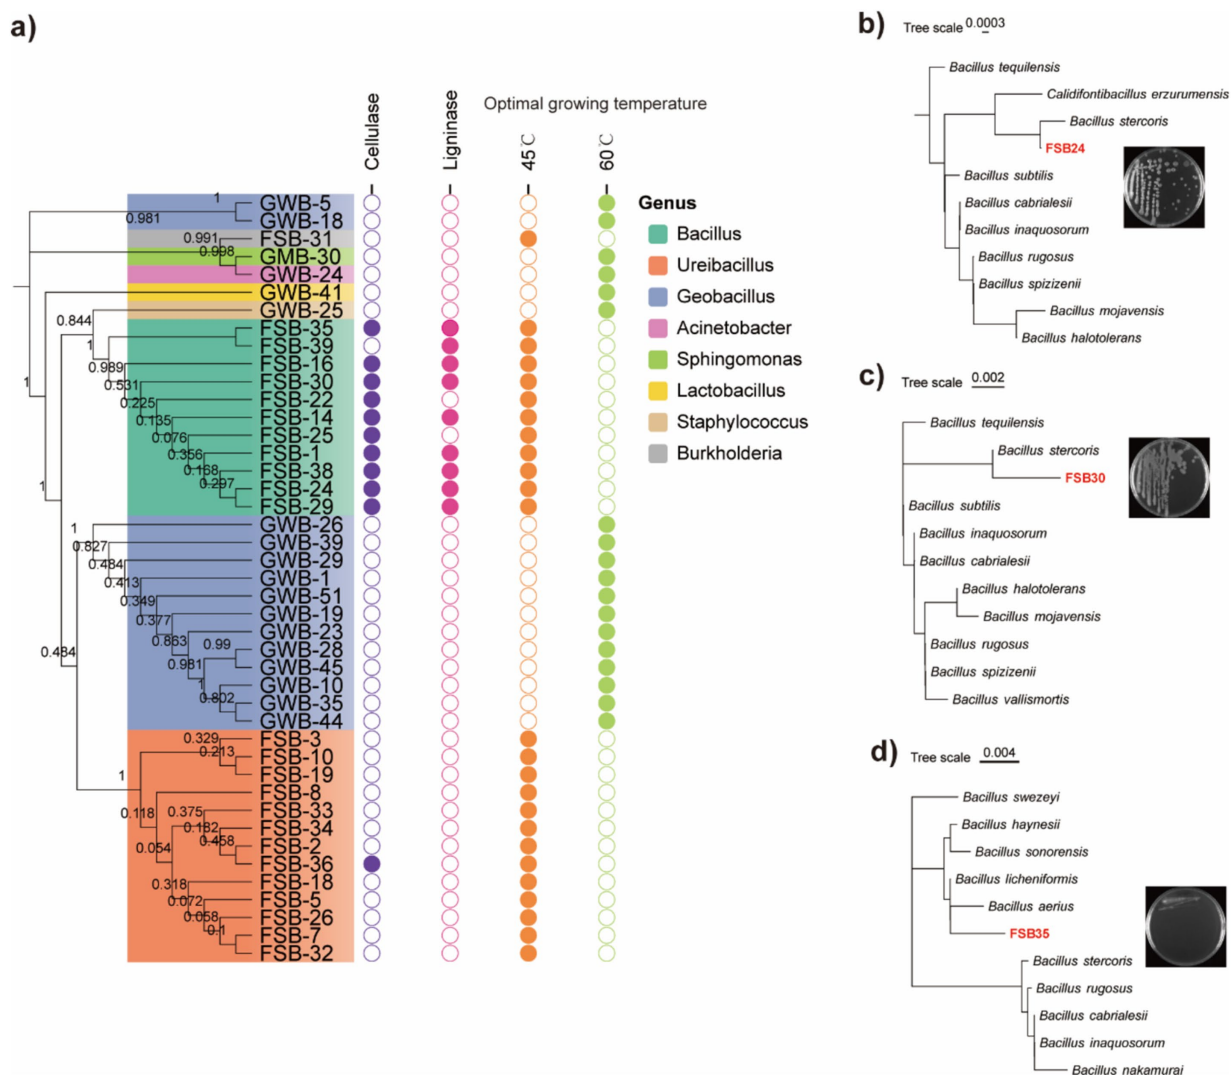 a)
Cellulase
Ligninase
Optimal growing temperature
45℃
60℃
1
GWB-5
0.981
GWB-18
0.991
FSB-31
0.998
GMB-30
GWB-24
GWB-41
GWB-25
0.844
FSB-35
1
FSB-39
0.989
FSB-16
1
0.531
FSB-30
0.225
FSB-22
0.135
FSB-14
0.076
FSB-25
0.356
FSB-1
0.168
FSB-38
0.297
FSB-24
1
FSB-29
1
GWB-26
0.827
GWB-39
0.484
GWB-29
0.413
GWB-1
0.349
GWB-51
0.377
GWB-19
0.863
GWB-23
0.99
GWB-28
0.484
0.981
GWB-45
1
GWB-10
0.802
GWB-35
GWB-44
0.329
FSB-3
0.213
FSB-10
1
FSB-19
FSB-8
0.118
0.375
FSB-33
0.182
FSB-34
0.054
0.458
FSB-2
FSB-36
0.318
FSB-18
0.072
FSB-5
0.058
FSB-26
0.1
FSB-7
FSB-32
Genus
Bacillus
Ureibacillus
Geobacillus
Acinetobacter
Sphingomonas
Lactobacillus
Staphylococcus
Burkholderia
b)
Tree scale 0.0003
Bacillus tequilensis
Calidifontibacillus erzurumensis
Bacillus stercoris
FSB24
Bacillus subtilis
Bacillus cabrialesii
Bacillus inaquosorum
Bacillus rugosus
Bacillus spizizenii
Bacillus mojavensis
Bacillus halotolerans
c)
Tree scale 0.002
Bacillus tequilensis
Bacillus stercoris
FSB30
Bacillus subtilis
Bacillus inaquosorum
Bacillus cabrialesii
Bacillus halotolerans
Bacillus mojavensis
Bacillus rugosus
Bacillus spizizenii
Bacillus vallismortis
d)
Tree scale 0.004
Bacillus swezeyi
Bacillus haynesii
Bacillus sonorensis
Bacillus licheniformis
Bacillus aerius
FSB35
Bacillus stercoris
Bacillus rugosus
Bacillus cabrialesii
Bacillus inaquosorum
Bacillus nakamurai